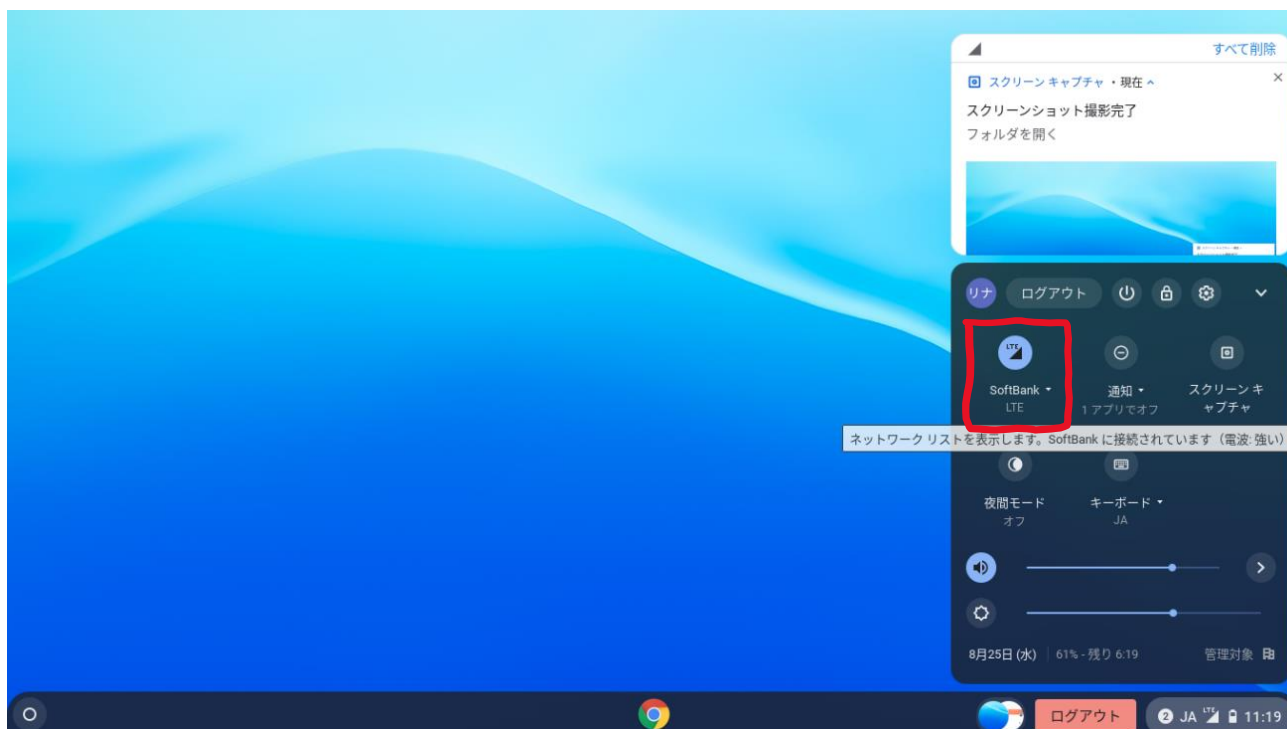 すべて削除
スクリーン キャプチャ ・現在
スクリーンショット撮影完了
フォルダを開く
リナ ログアウト
LTE
SoftBank
LTE
通知
1 アプリでオフ
スクリーン キ
ャプチャ
ネットワーク リストを表示します。SoftBank に接続されています（電波: 強い）
夜間モード
オフ
キーボード
JA
8月25日 (水) 61% - 残り 6:19 管理対象
ログアウト 2 JA LTE 11:19